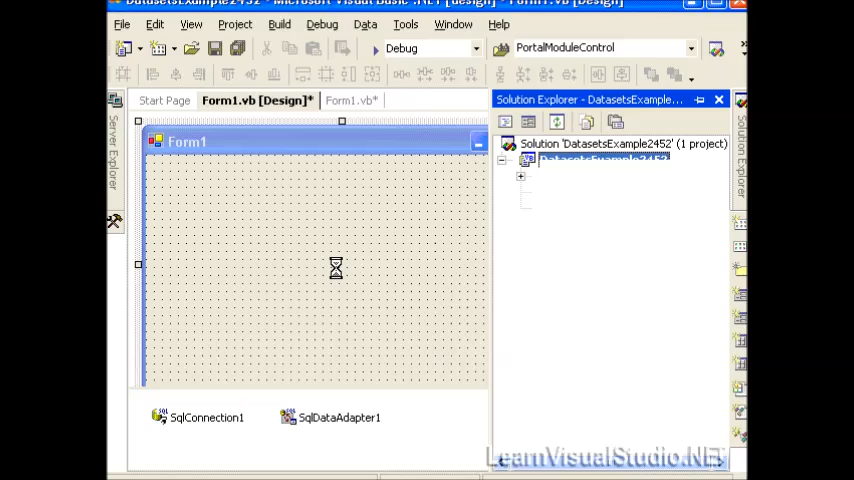 DatasetsExample2452 - Microsoft Visual Basic .NET [design] - Form1.vb [Design]*
File Edit View Project Build Debug Data Tools Window Help
Debug PortalModuleControl
Start Page Form1.vb [Design]* Form1.vb*
Solution Explorer - DatasetsExample...
Server Explorer
Form1
Solution 'DatasetsExample2452' (1 project)
DatasetsExample2452
Solution Explorer
SqlConnection1 SqlDataAdapter1
LearnVisualStudio.NET